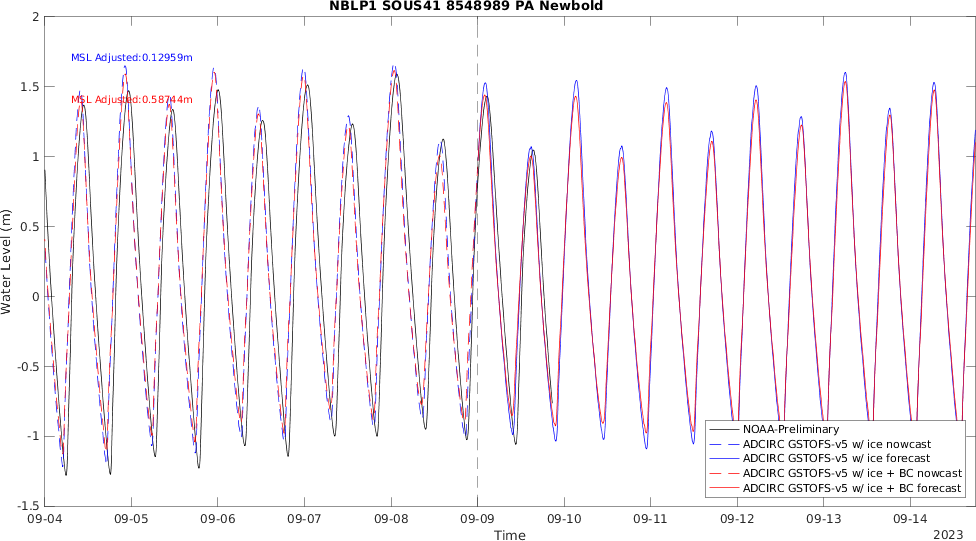 NBLP1 SOUS41 8548989 PA Newbold
MSL Adjusted:0.12959m
MSL Adjusted:0.58744m
Water Level (m)
2
1.5
1
0.5
0
-0.5
-1
-1.5
NOAA-Preliminary
ADCIRC GSTOFS-v5 w/ ice nowcast
ADCIRC GSTOFS-v5 w/ ice forecast
ADCIRC GSTOFS-v5 w/ ice + BC nowcast
ADCIRC GSTOFS-v5 w/ ice + BC forecast
09-04 09-05 09-06 09-07 09-08 09-09 09-10 09-11 09-12 09-13 09-14
Time
2023